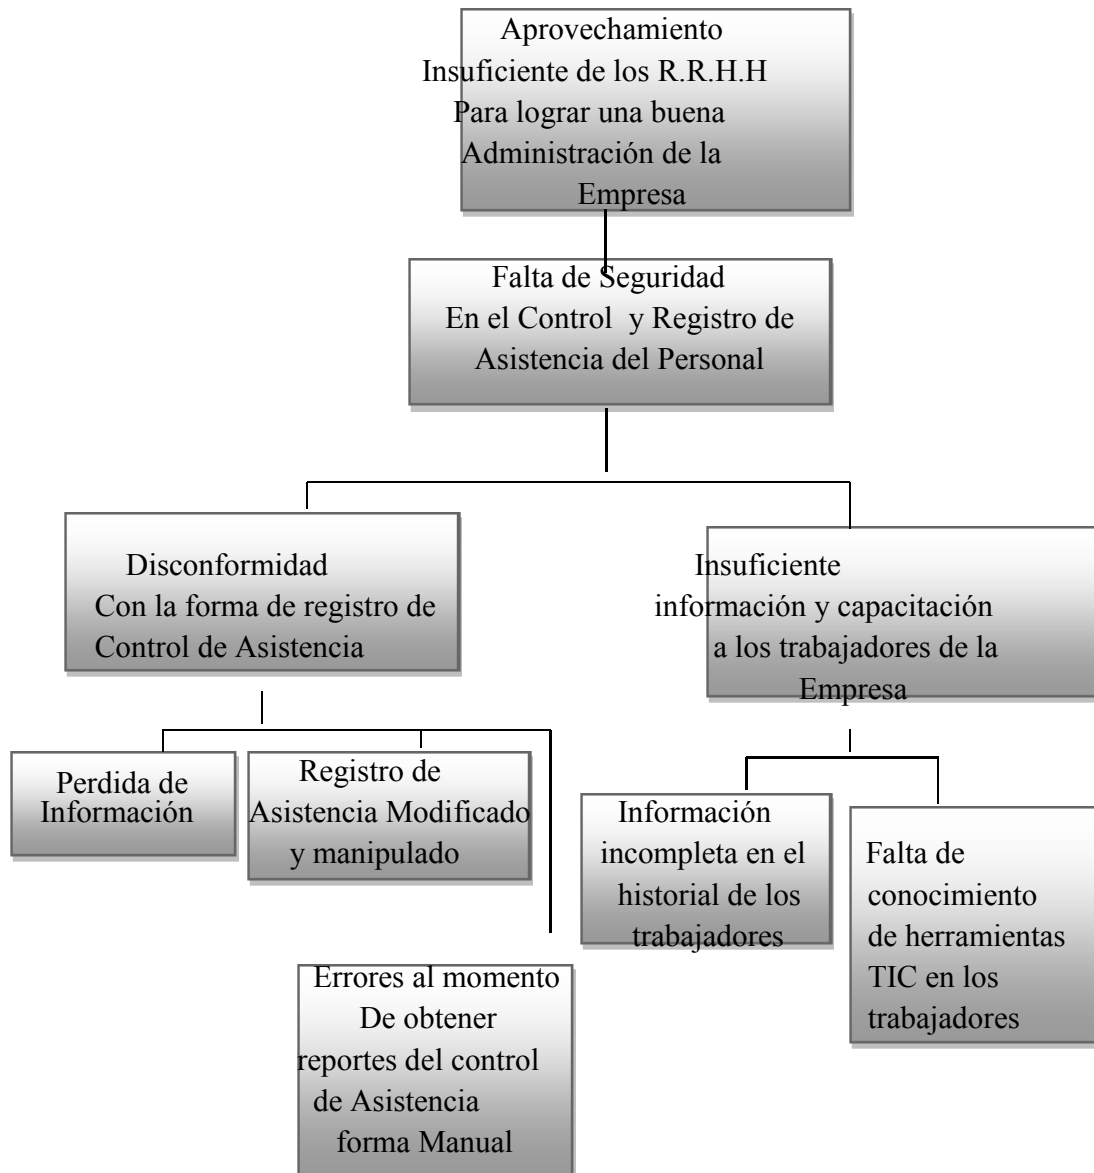 Aprovechamiento
Insuficiente de los R.R.H.H
Para lograr una buena
Administración de la
Empresa
Falta de Seguridad
En el Control y Registro de
Asistencia del Personal
Disconformidad
Con la forma de registro de
Control de Asistencia
Insuficiente
información y capacitación
a los trabajadores de la
Empresa
Perdida de
Información
Registro de
Asistencia Modificado
y manipulado
Información
incompleta en el
historial de los
trabajadores
Falta de
conocimiento
de herramientas
TIC en los
trabajadores
Errores al momento
De obtener
reportes del control
de Asistencia
forma Manual